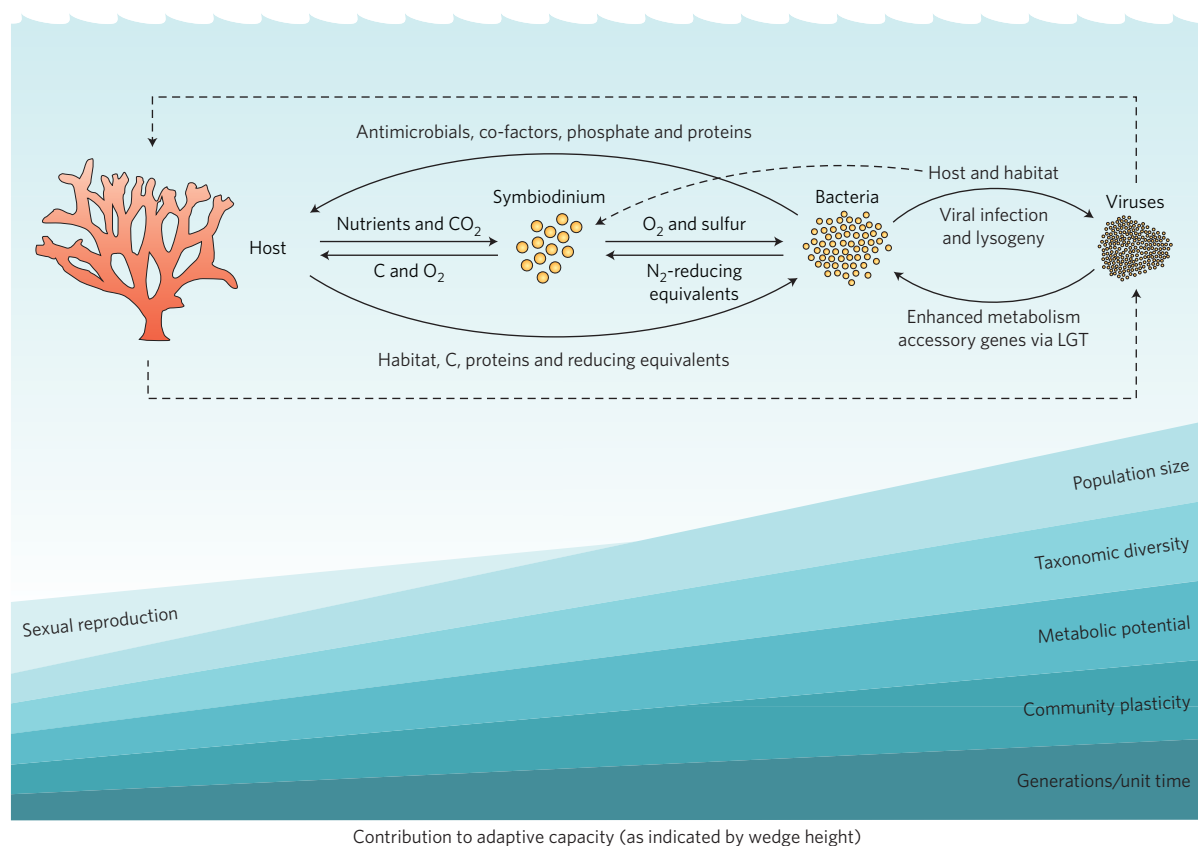 Antimicrobials, co-factors, phosphate and proteins
Host and habitat
Symbiodinium
Bacteria
Viruses
Host
Nutrients and CO₂
O₂ and sulfur
Viral infection
and lysogeny
C and O₂
N₂-reducing
equivalents
Enhanced metabolism
accessory genes via LGT
Habitat, C, proteins and reducing equivalents
Population size
Taxonomic diversity
Sexual reproduction
Metabolic potential
Community plasticity
Generations/unit time
Contribution to adaptive capacity (as indicated by wedge height)